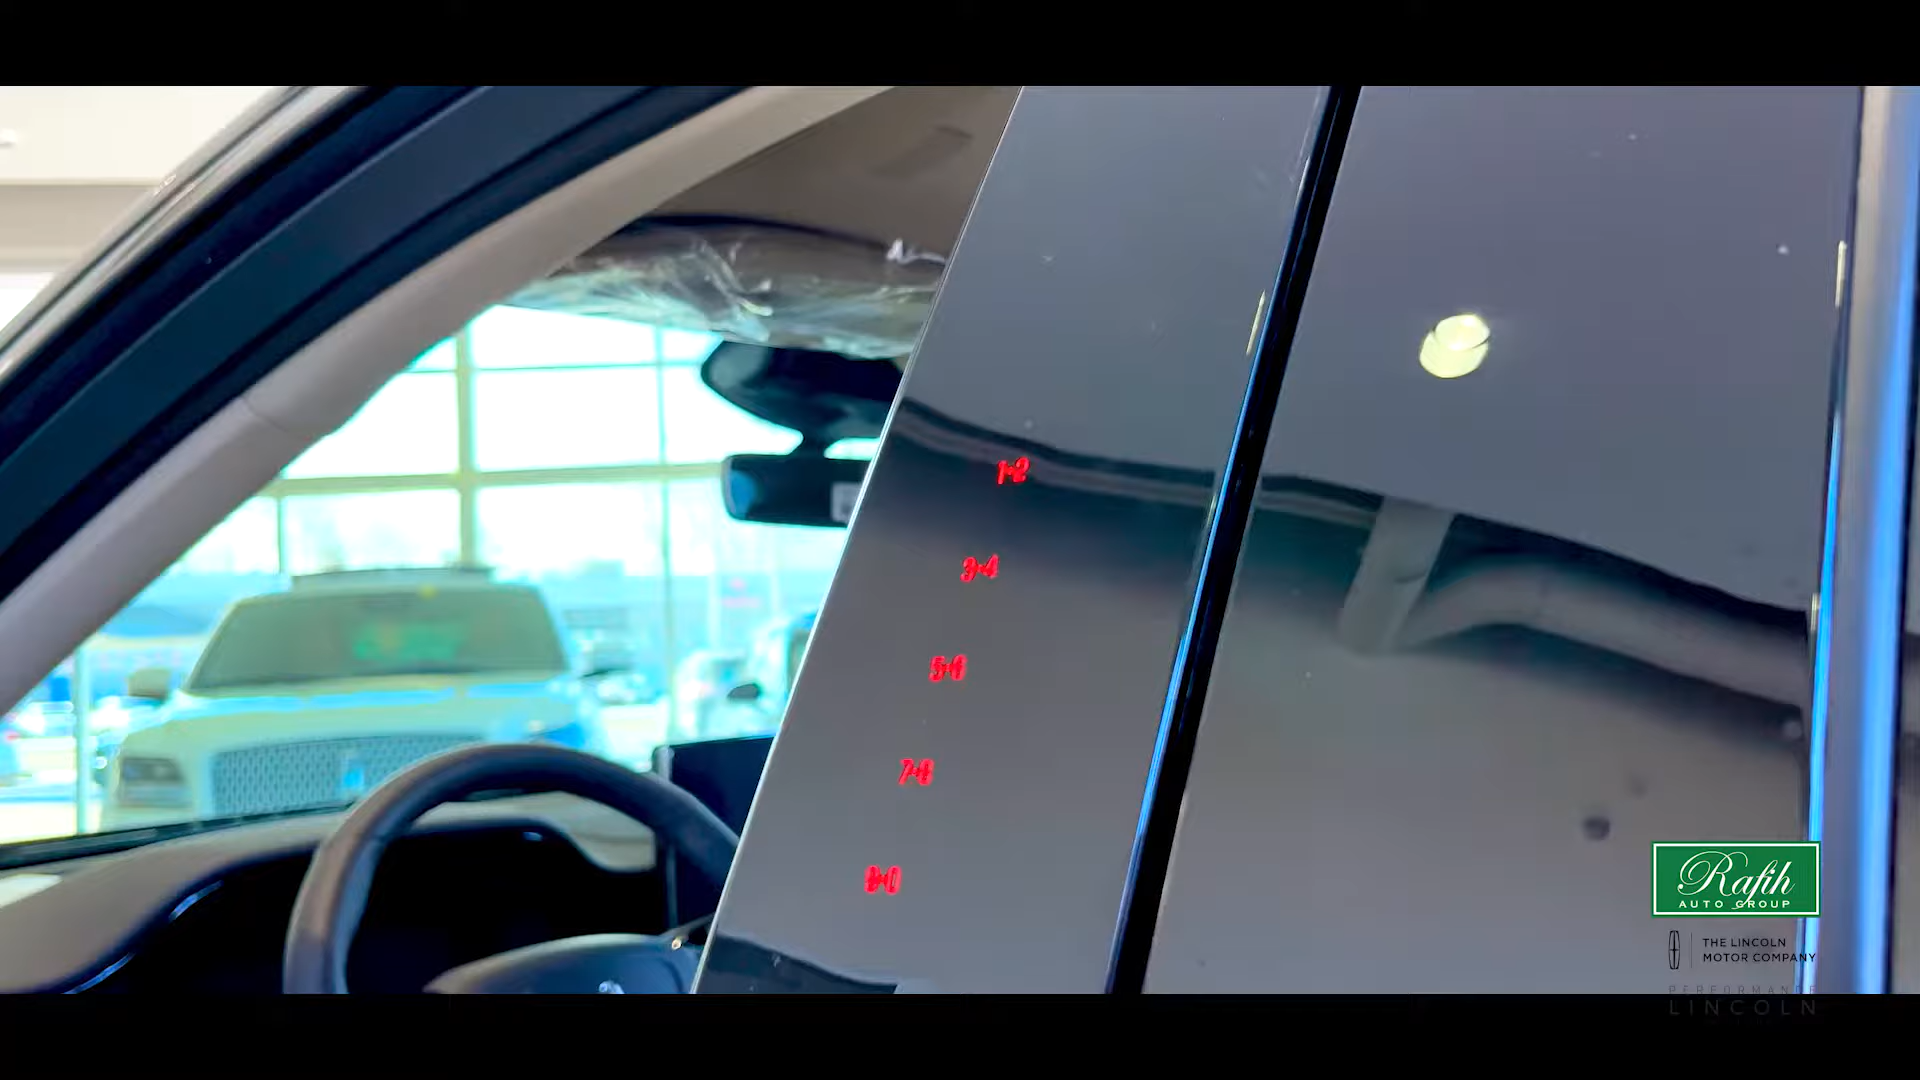 1•2
3•4
5•6
7•8
9•0
Rafih
AUTO GROUP
THE LINCOLN
MOTOR COMPANY
PERFORMANCE
LINCOLN